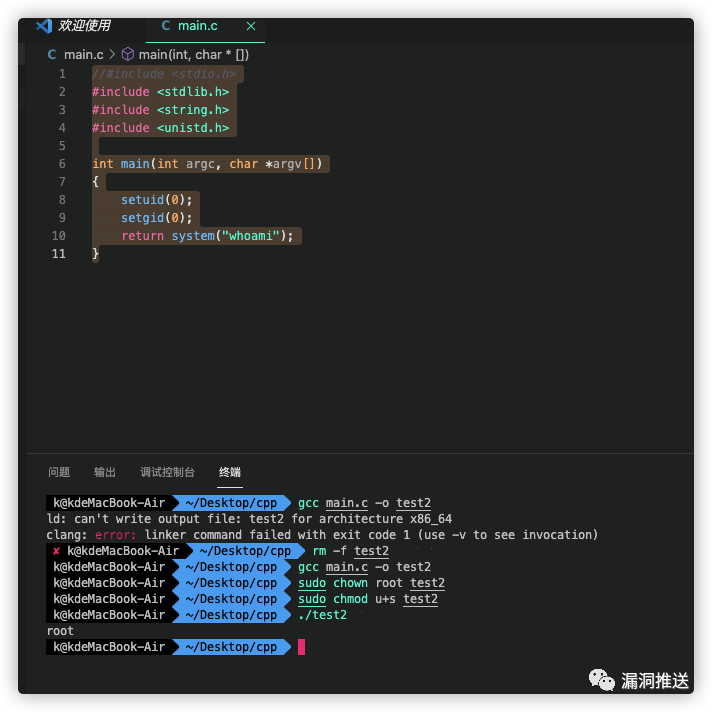 欢迎使用 C main.c ×
C main.c > main(int, char * [])
1 //#include <stdio.h>
2 #include <stdlib.h>
3 #include <string.h>
4 #include <unistd.h>
5
6 int main(int argc, char *argv[])
7 {
8 setuid(0);
9 setgid(0);
10 return system("whoami");
11 }
问题 输出 调试控制台 终端
k@kdeMacBook-Air ~/Desktop/cpp gcc main.c -o test2
ld: can't write output file: test2 for architecture x86_64
clang: error: linker command failed with exit code 1 (use -v to see invocation)
✘ k@kdeMacBook-Air ~/Desktop/cpp rm -f test2
k@kdeMacBook-Air ~/Desktop/cpp gcc main.c -o test2
k@kdeMacBook-Air ~/Desktop/cpp sudo chown root test2
k@kdeMacBook-Air ~/Desktop/cpp sudo chmod u+s test2
k@kdeMacBook-Air ~/Desktop/cpp ./test2
root
k@kdeMacBook-Air ~/Desktop/cpp
漏洞推送